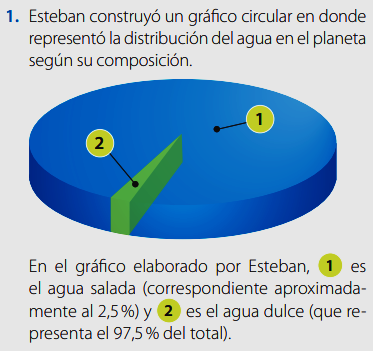 1. Esteban construyó un gráfico circular en donde
representó la distribución del agua en el planeta
según su composición.
1
2
En el gráfico elaborado por Esteban, 1 es
el agua salada (correspondiente aproximada-
mente al 2,5 %) y 2 es el agua dulce (que re-
presenta el 97,5 % del total).